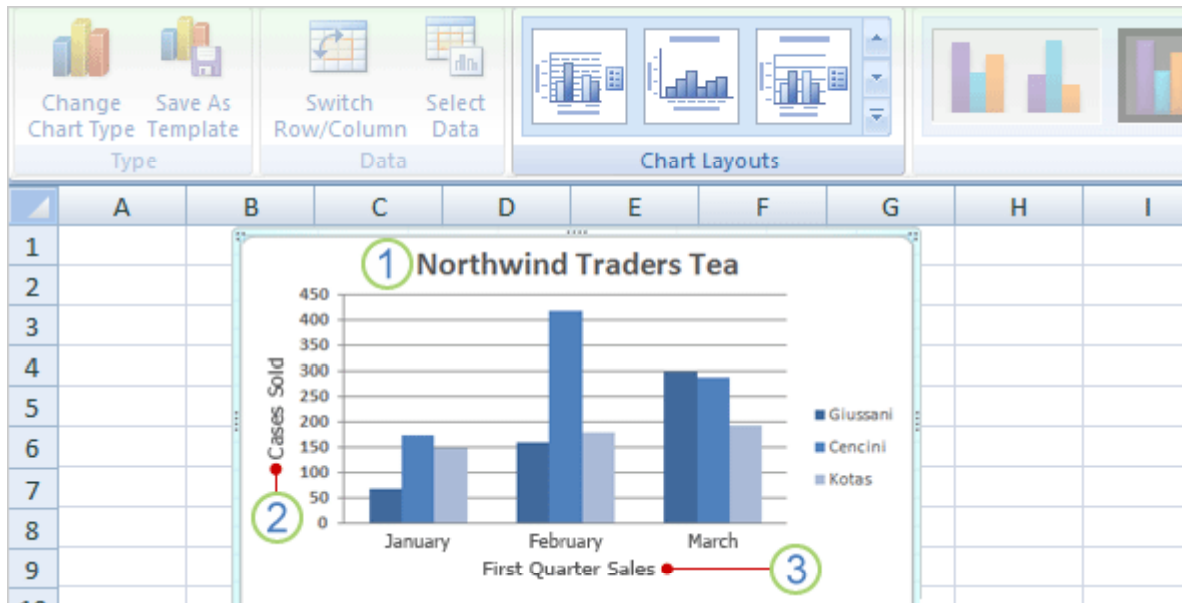 Change Chart Type
Save As Template
Switch Row/Column
Select Data
Type
Data
Chart Layouts
A B C D E F G H I
1
2
3
4
5
6
7
8
9
1 Northwind Traders Tea
450
400
350
300
250
200
150
100
50
0
Cases Sold
2
Giussani
Cencini
Kotas
January February March
First Quarter Sales
3